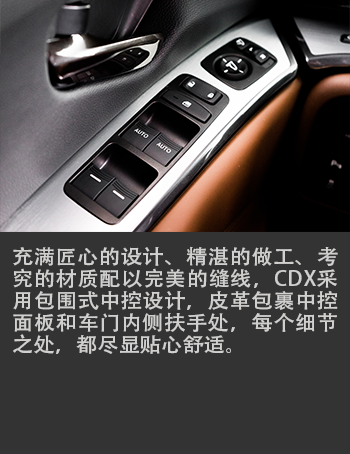 AUTO AUTO
充满匠心的设计、精湛的做工、考
究的材质配以完美的缝线，CDX采
用包围式中控设计，皮革包裹中控
面板和车门内侧扶手处，每个细节
之处，都尽显贴心舒适。